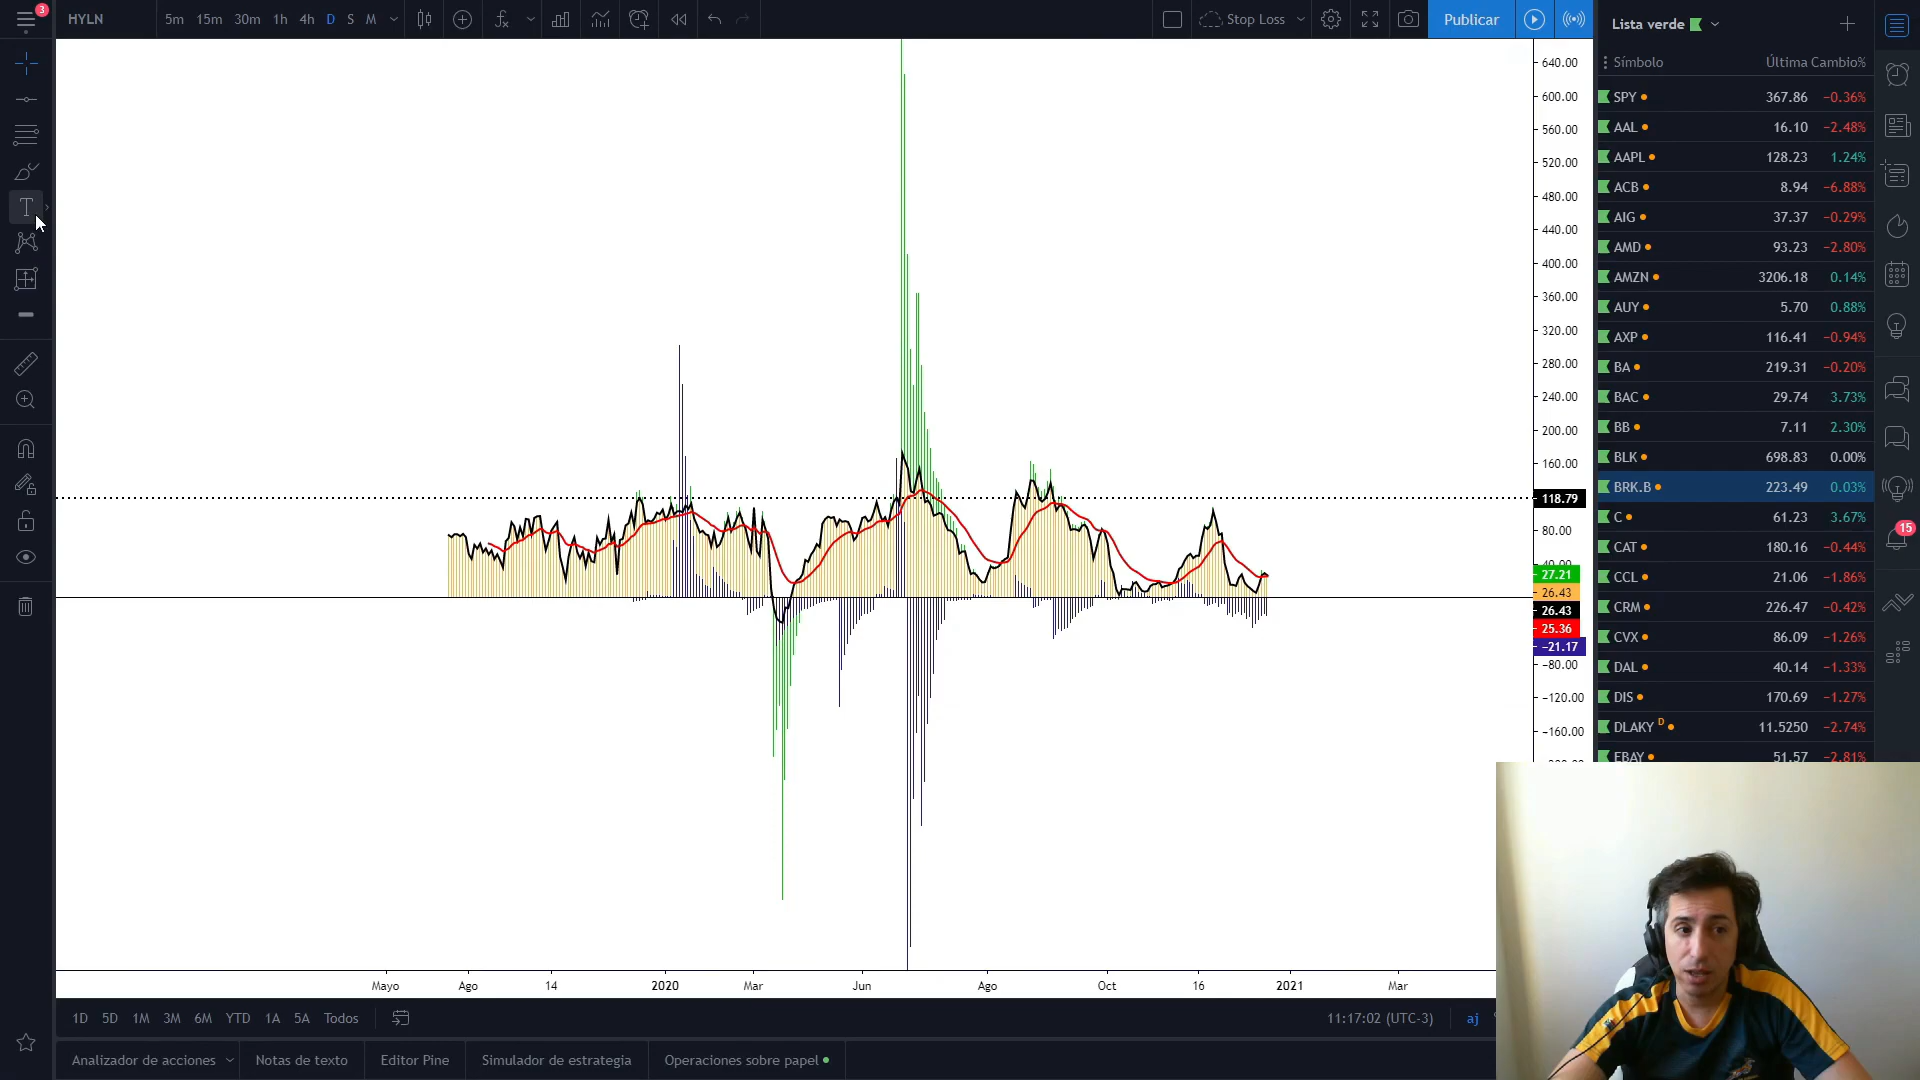 3
HYLN
5m 15m 30m 1h 4h D S M
Stop Loss
Publicar
Lista verde
Símbolo Última Cambio%
SPY 367.86 −0.36%
AAL 16.10 −2.48%
AAPL 128.23 1.24%
ACB 8.94 −6.88%
AIG 37.37 −0.29%
AMD 93.23 −2.80%
AMZN 3206.18 0.14%
AUY 5.70 0.88%
AXP 116.41 −0.94%
BA 219.31 −0.20%
BAC 29.74 3.73%
BB 7.11 2.30%
BLK 698.83 0.00%
BRK.B 223.49 0.03%
C 61.23 3.67%
CAT 180.16 −0.44%
CCL 21.06 −1.86%
CRM 226.47 −0.42%
CVX 86.09 −1.26%
DAL 40.14 −1.33%
DIS 170.69 −1.27%
DLAKY D 11.5250 −2.74%
EBAY 51.57 −2.81%
15
640.00
600.00
560.00
520.00
480.00
440.00
400.00
360.00
320.00
280.00
240.00
200.00
160.00
118.79
80.00
40.00
27.21
26.43
26.43
25.36
−21.17
−80.00
−120.00
−160.00
Mayo Ago 14 2020 Mar Jun Ago Oct 16 2021 Mar
1D 5D 1M 3M 6M YTD 1A 5A Todos
11:17:02 (UTC-3) aj
Analizador de acciones Notas de texto Editor Pine Simulador de estrategia Operaciones sobre papel